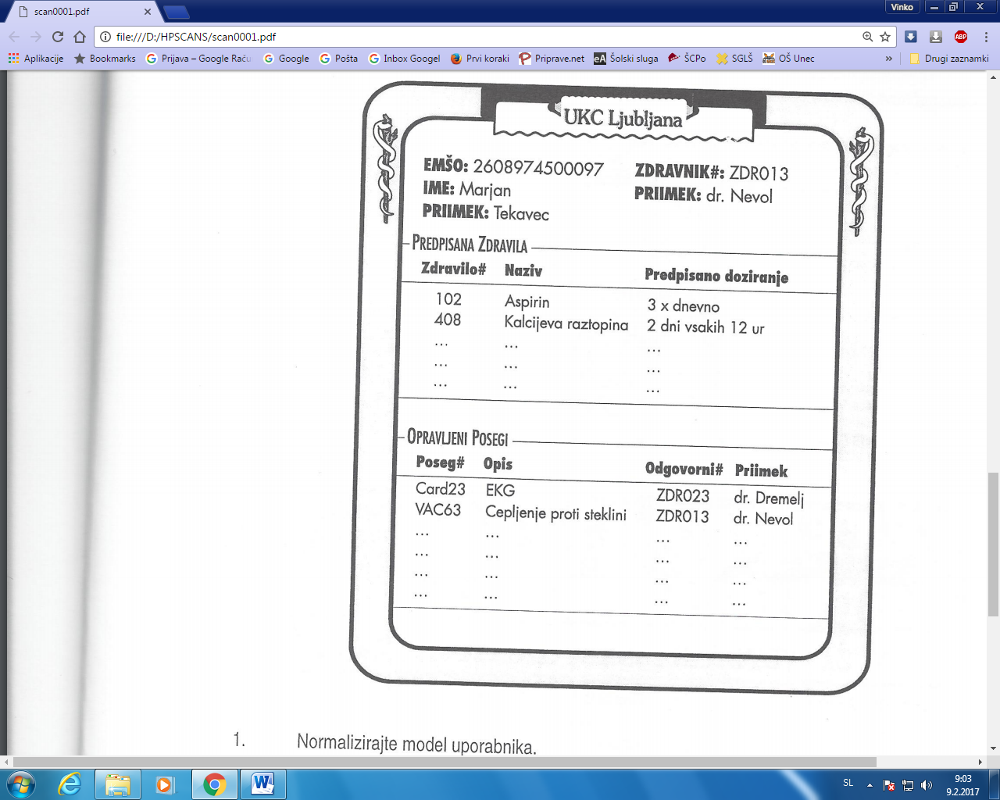 scan0001.pdf
Vinko
file:///D:/HPSCANS/scan0001.pdf
ABP
Aplikacije Bookmarks Prijava – Google Raču Google Pošta Inbox Googel Prvi koraki Priprave.net eA Šolski sluga ŠCPo SGLŠ OŠ Unec » Drugi zaznamki
UKC Ljubljana
EMŠO: 2608974500097 ZDRAVNIK#: ZDR013
IME: Marjan PRIIMEK: dr. Nevol
PRIIMEK: Tekavec
PREDPISANA ZDRAVILA
Zdravilo# Naziv Predpisano doziranje
102 Aspirin 3 x dnevno
408 Kalcijeva raztopina 2 dni vsakih 12 ur
... ... ...
... ... ...
... ... ...
OPRAVLJENI POSEGI
Poseg# Opis Odgovorni# Priimek
Card23 EKG ZDR023 dr. Dremelj
VAC63 Cepljenje proti steklini ZDR013 dr. Nevol
... ... ... ...
... ... ... ...
... ... ... ...
... ... ... ...
1. Normalizirajte model uporabnika.
SL 9:03
9.2.2017